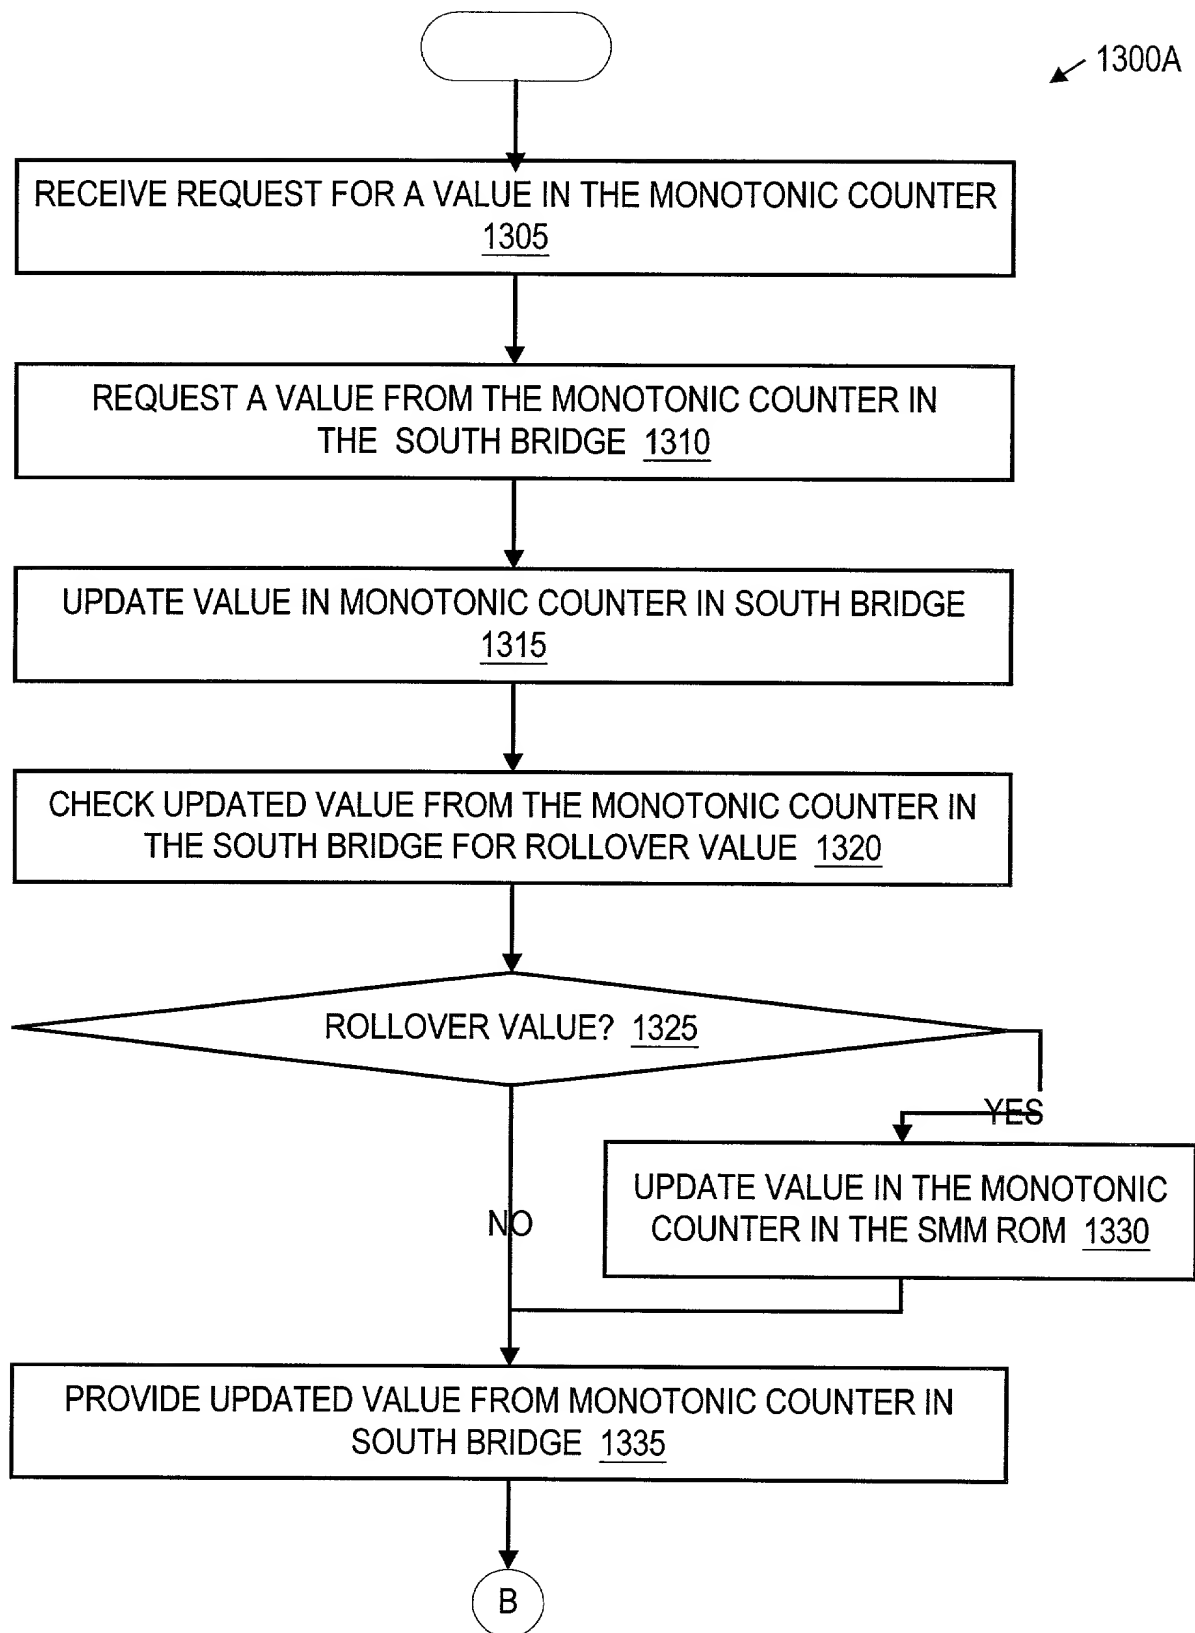 1300A
RECEIVE REQUEST FOR A VALUE IN THE MONOTONIC COUNTER
1305
REQUEST A VALUE FROM THE MONOTONIC COUNTER IN
THE SOUTH BRIDGE 1310
UPDATE VALUE IN MONOTONIC COUNTER IN SOUTH BRIDGE
1315
CHECK UPDATED VALUE FROM THE MONOTONIC COUNTER IN
THE SOUTH BRIDGE FOR ROLLOVER VALUE 1320
ROLLOVER VALUE? 1325
YES
UPDATE VALUE IN THE MONOTONIC
COUNTER IN THE SMM ROM 1330
NO
PROVIDE UPDATED VALUE FROM MONOTONIC COUNTER IN
SOUTH BRIDGE 1335
B